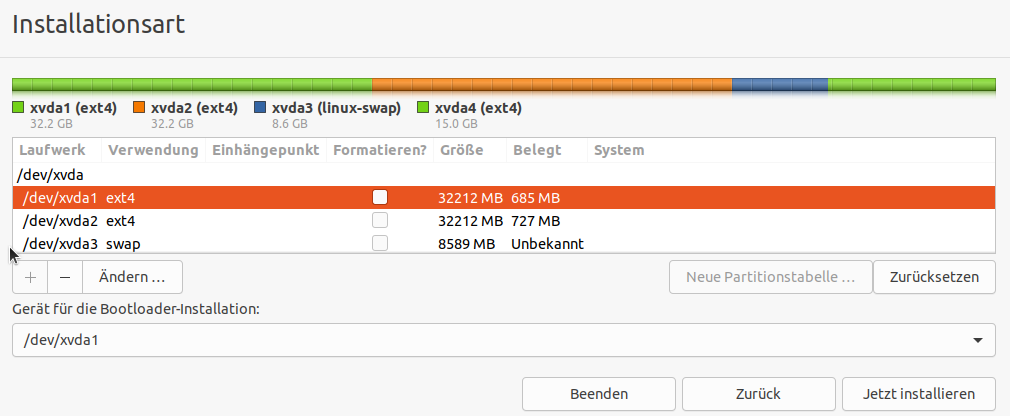 Installationsart
xvda1 (ext4) xvda2 (ext4) xvda3 (linux-swap) xvda4 (ext4)
32.2 GB 32.2 GB 8.6 GB 15.0 GB
Laufwerk Verwendung Einhängepunkt Formatieren? Größe Belegt System
/dev/xvda
/dev/xvda1 ext4 32212 MB 685 MB
/dev/xvda2 ext4 32212 MB 727 MB
/dev/xvda3 swap 8589 MB Unbekannt
+ − Ändern ... Neue Partitionstabelle ... Zurücksetzen
Gerät für die Bootloader-Installation:
/dev/xvda1
Beenden Zurück Jetzt installieren